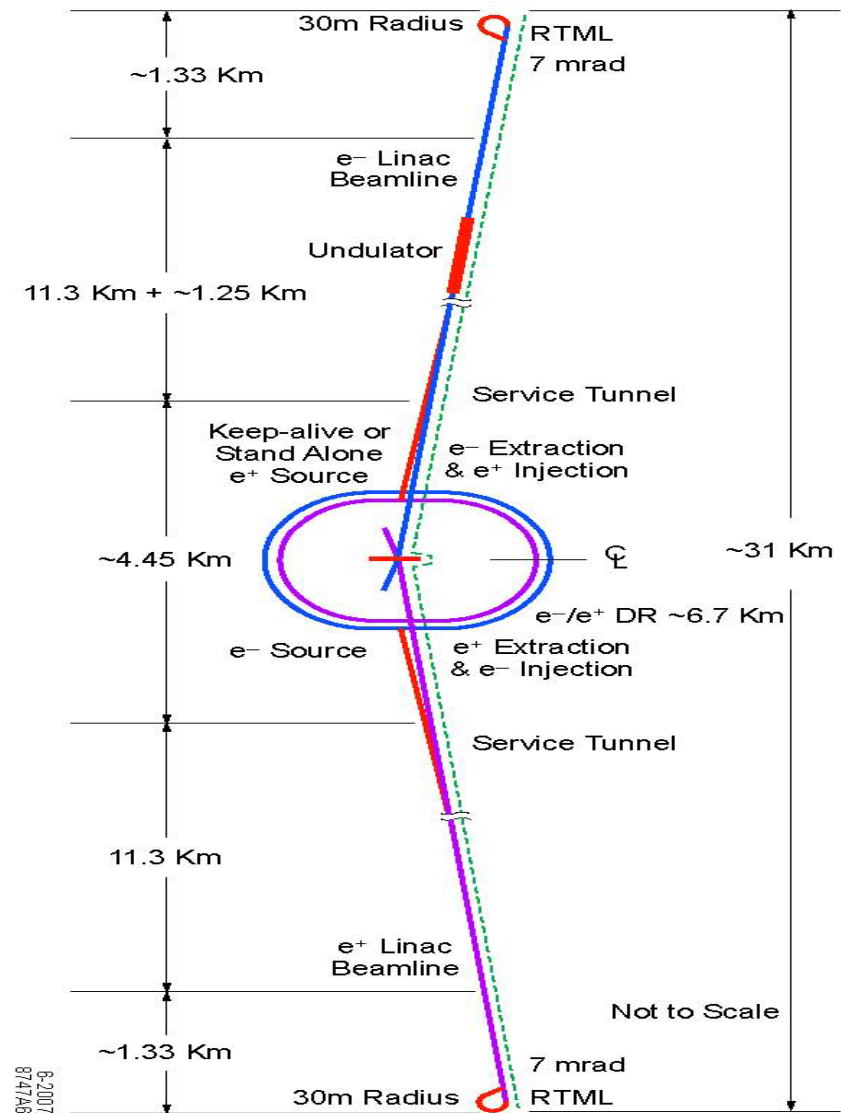 30m Radius
RTML
7 mrad
~1.33 Km
e− Linac
Beamline
Undulator
11.3 Km + ~1.25 Km
Service Tunnel
Keep-alive or
Stand Alone
e+ Source
e− Extraction
& e+ Injection
~4.45 Km
℄
~31 Km
e−/e+ DR ~6.7 Km
e− Source
e+ Extraction
& e− Injection
Service Tunnel
11.3 Km
e+ Linac
Beamline
Not to Scale
~1.33 Km
7 mrad
30m Radius
RTML
6-2007
8747A6